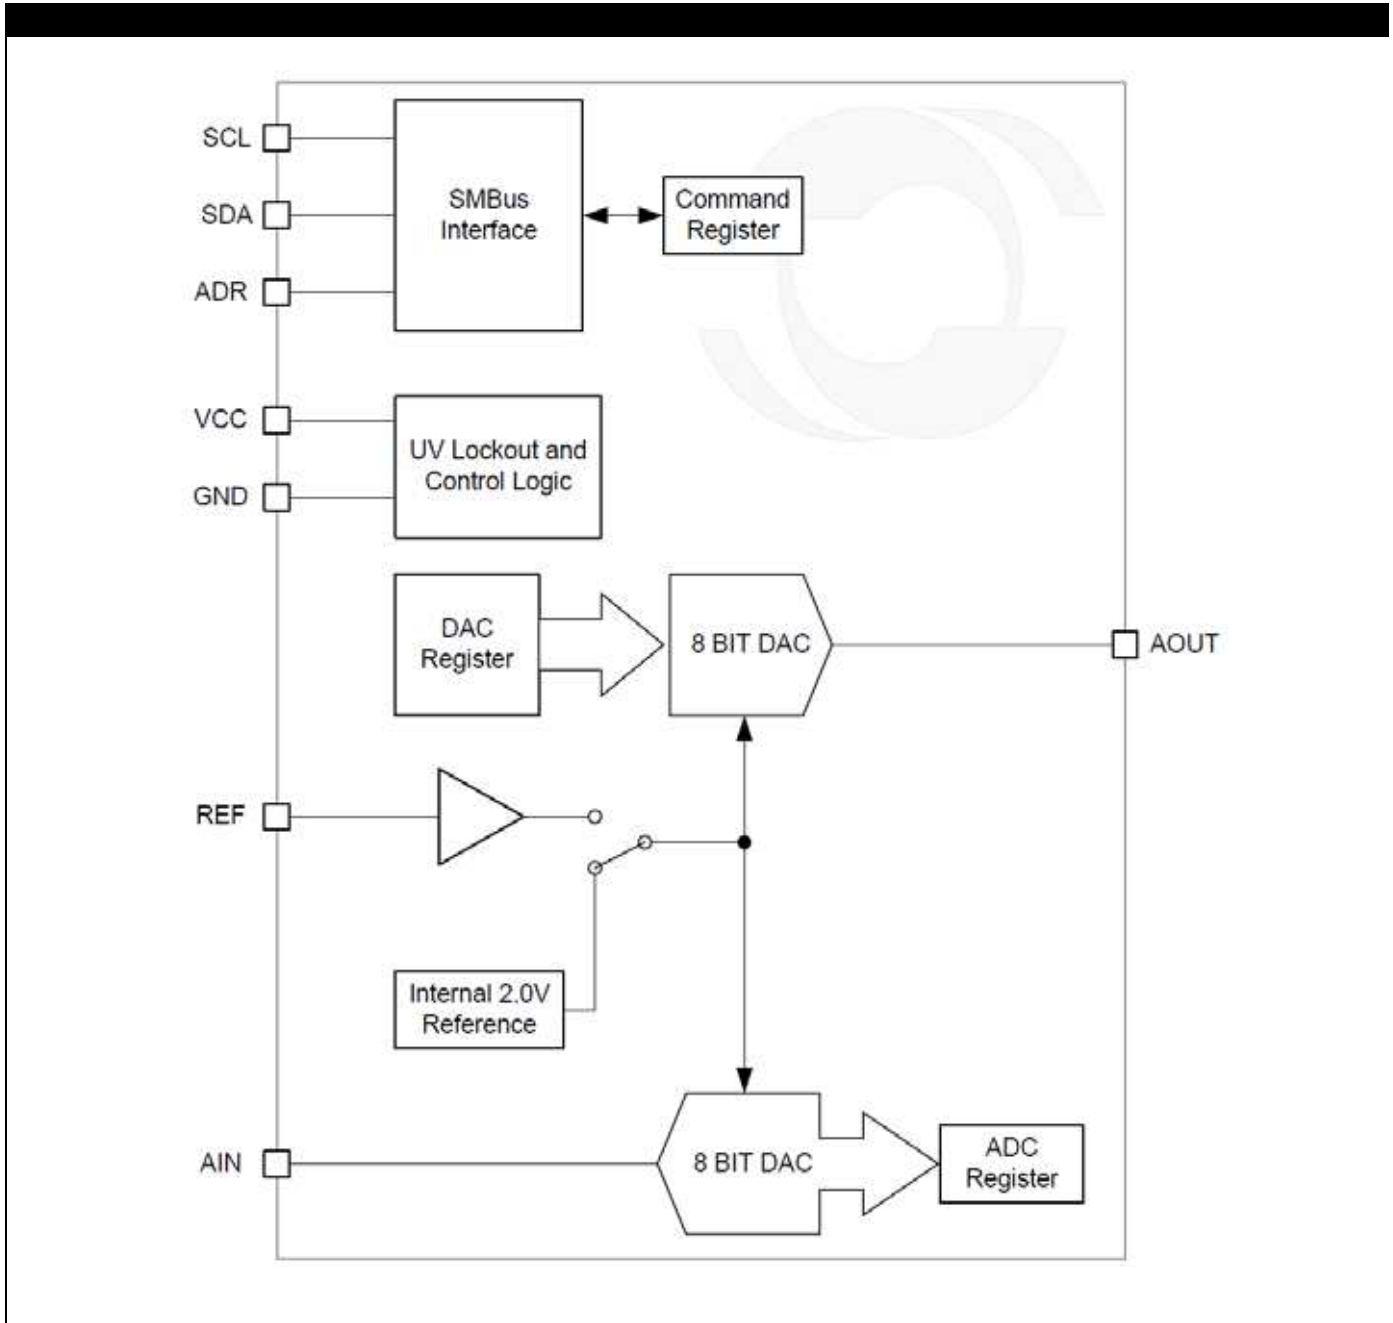 SCL
SDA
ADR
SMBus
Interface
Command
Register
VCC
GND
UV Lockout and
Control Logic
DAC
Register
8 BIT DAC
AOUT
REF
Internal 2.0V
Reference
AIN
8 BIT DAC
ADC
Register